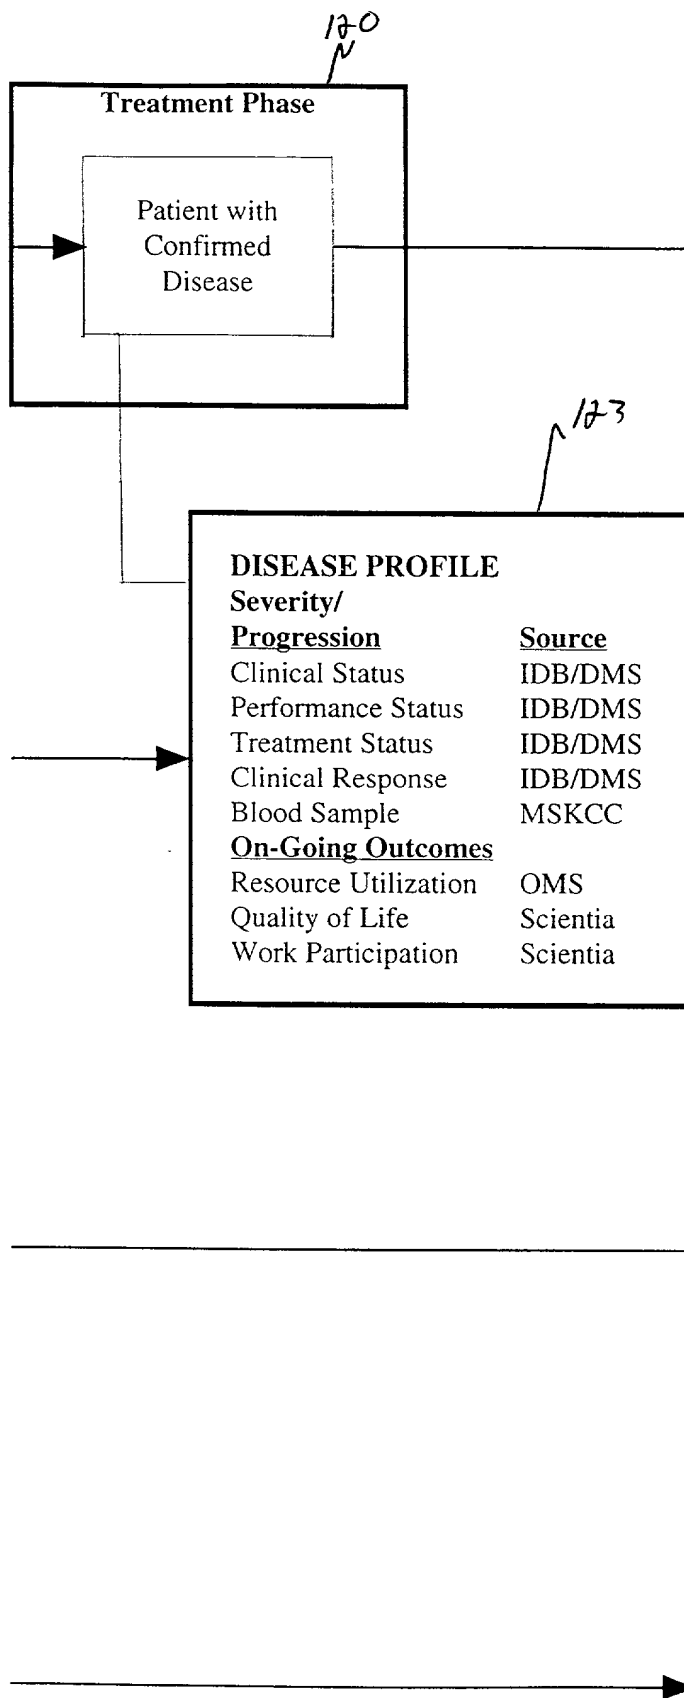 120
Treatment Phase
Patient with
Confirmed
Disease
123
DISEASE PROFILE
Severity/
Progression Source
Clinical Status IDB/DMS
Performance Status IDB/DMS
Treatment Status IDB/DMS
Clinical Response IDB/DMS
Blood Sample MSKCC
On-Going Outcomes
Resource Utilization OMS
Quality of Life Scientia
Work Participation Scientia